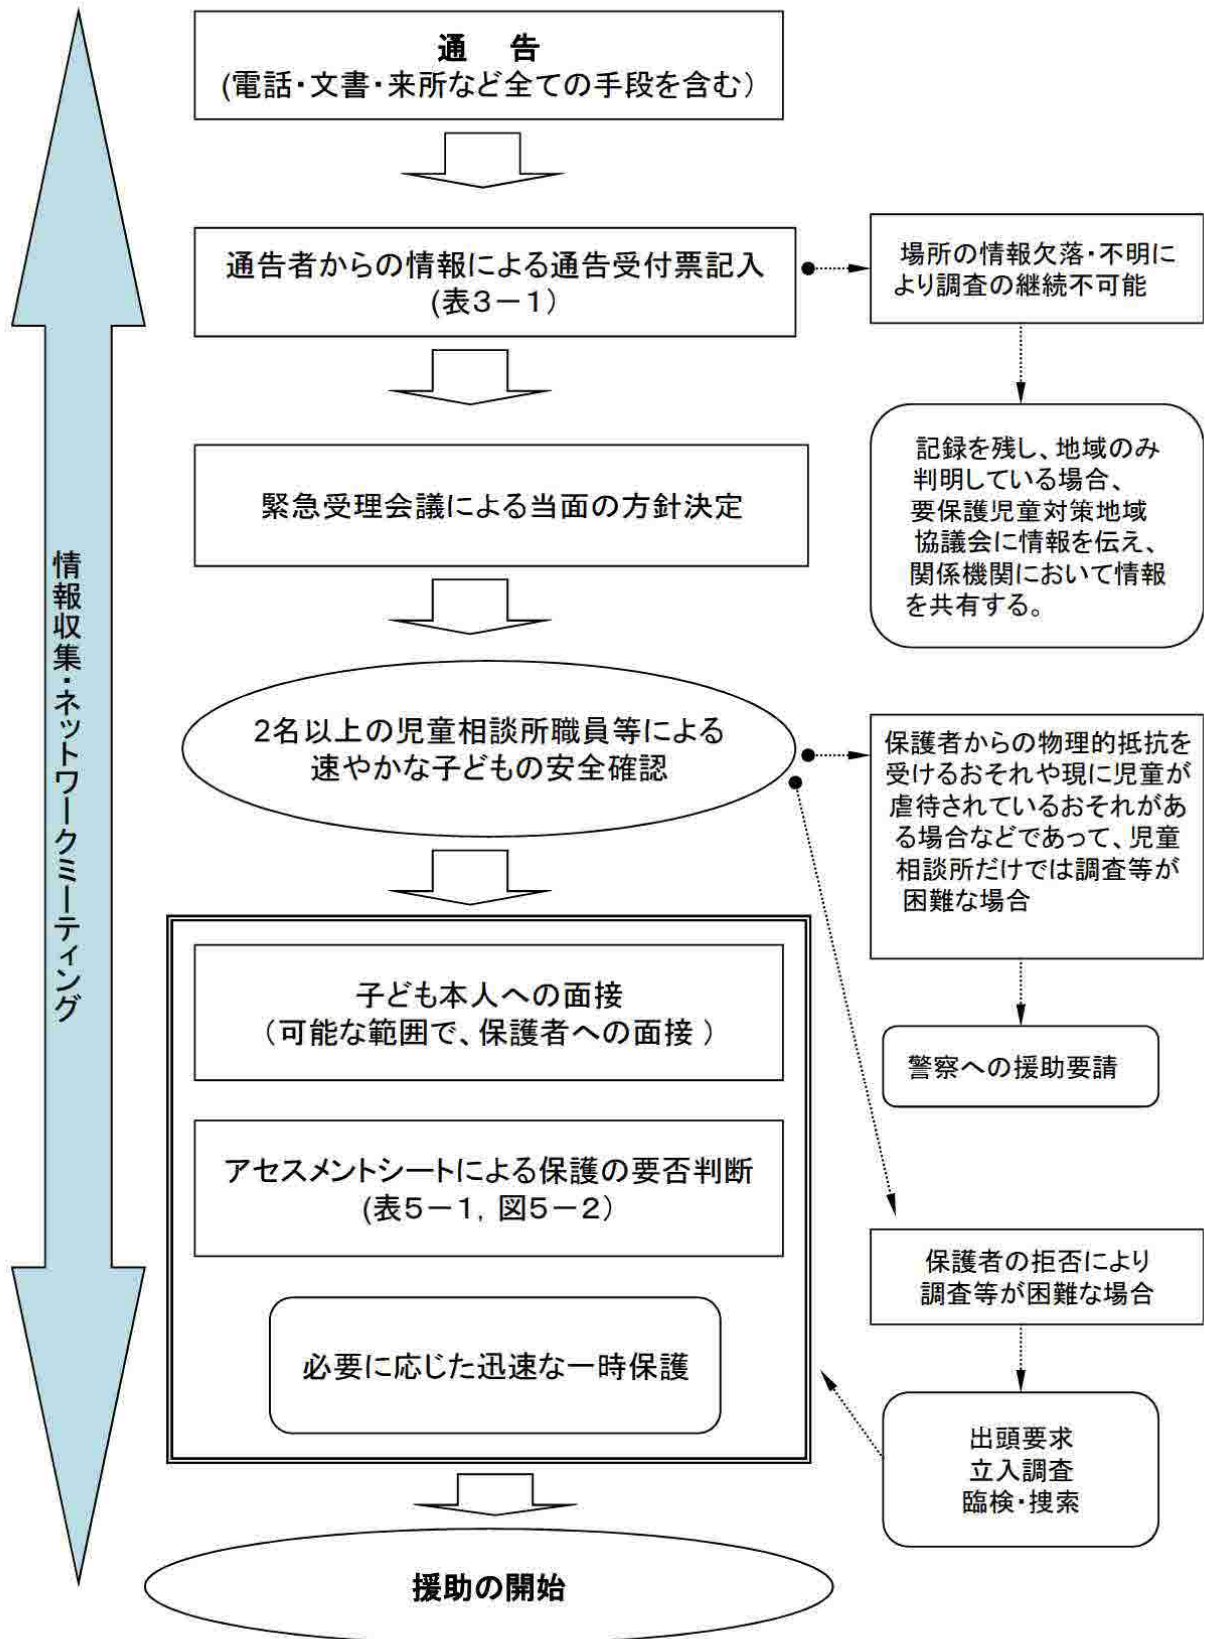 通 告
(電話・文書・来所など全ての手段を含む)
通告者からの情報による通告受付票記入
(表3-1)
場所の情報欠落・不明に
より調査の継続不可能
記録を残し、地域のみ
判明している場合、
要保護児童対策地域
協議会に情報を伝え、
関係機関において情報
を共有する。
緊急受理会議による当面の方針決定
情報収集・ネットワークミーティング
2名以上の児童相談所職員等による
速やかな子どもの安全確認
保護者からの物理的抵抗を
受けるおそれや現に児童が
虐待されているおそれがあ
る場合などであって、児童
相談所だけでは調査等が
困難な場合
警察への援助要請
子ども本人への面接
(可能な範囲で、保護者への面接 )
アセスメントシートによる保護の要否判断
(表5-1, 図5-2)
必要に応じた迅速な一時保護
保護者の拒否により
調査等が困難な場合
出頭要求
立入調査
臨検・捜索
援助の開始